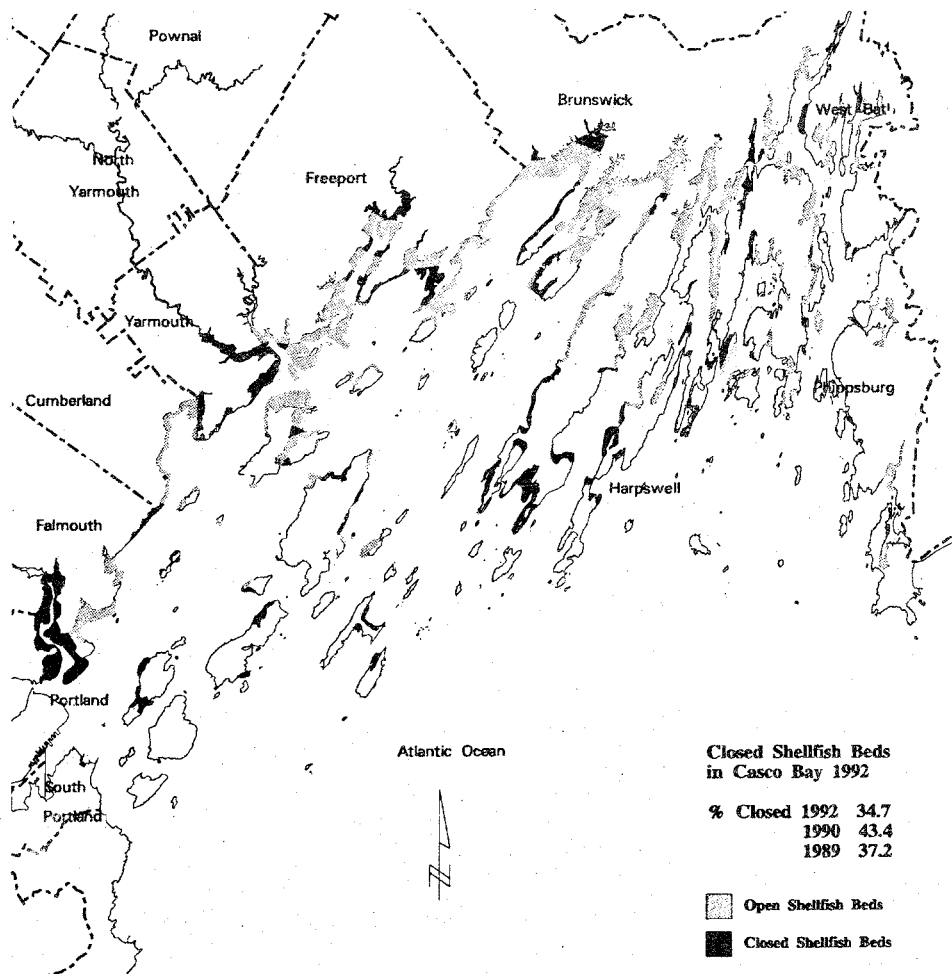 Pownal
Brunswick
West Bat
North
Yarmouth
Freeport
Yarmouth
Cumberland
Phippsburg
Harpswell
Falmouth
Portland
Atlantic Ocean
South
Portland
Closed Shellfish Beds
in Casco Bay 1992
% Closed 1992 34.7
1990 43.4
1989 37.2
Open Shellfish Beds
Closed Shellfish Beds